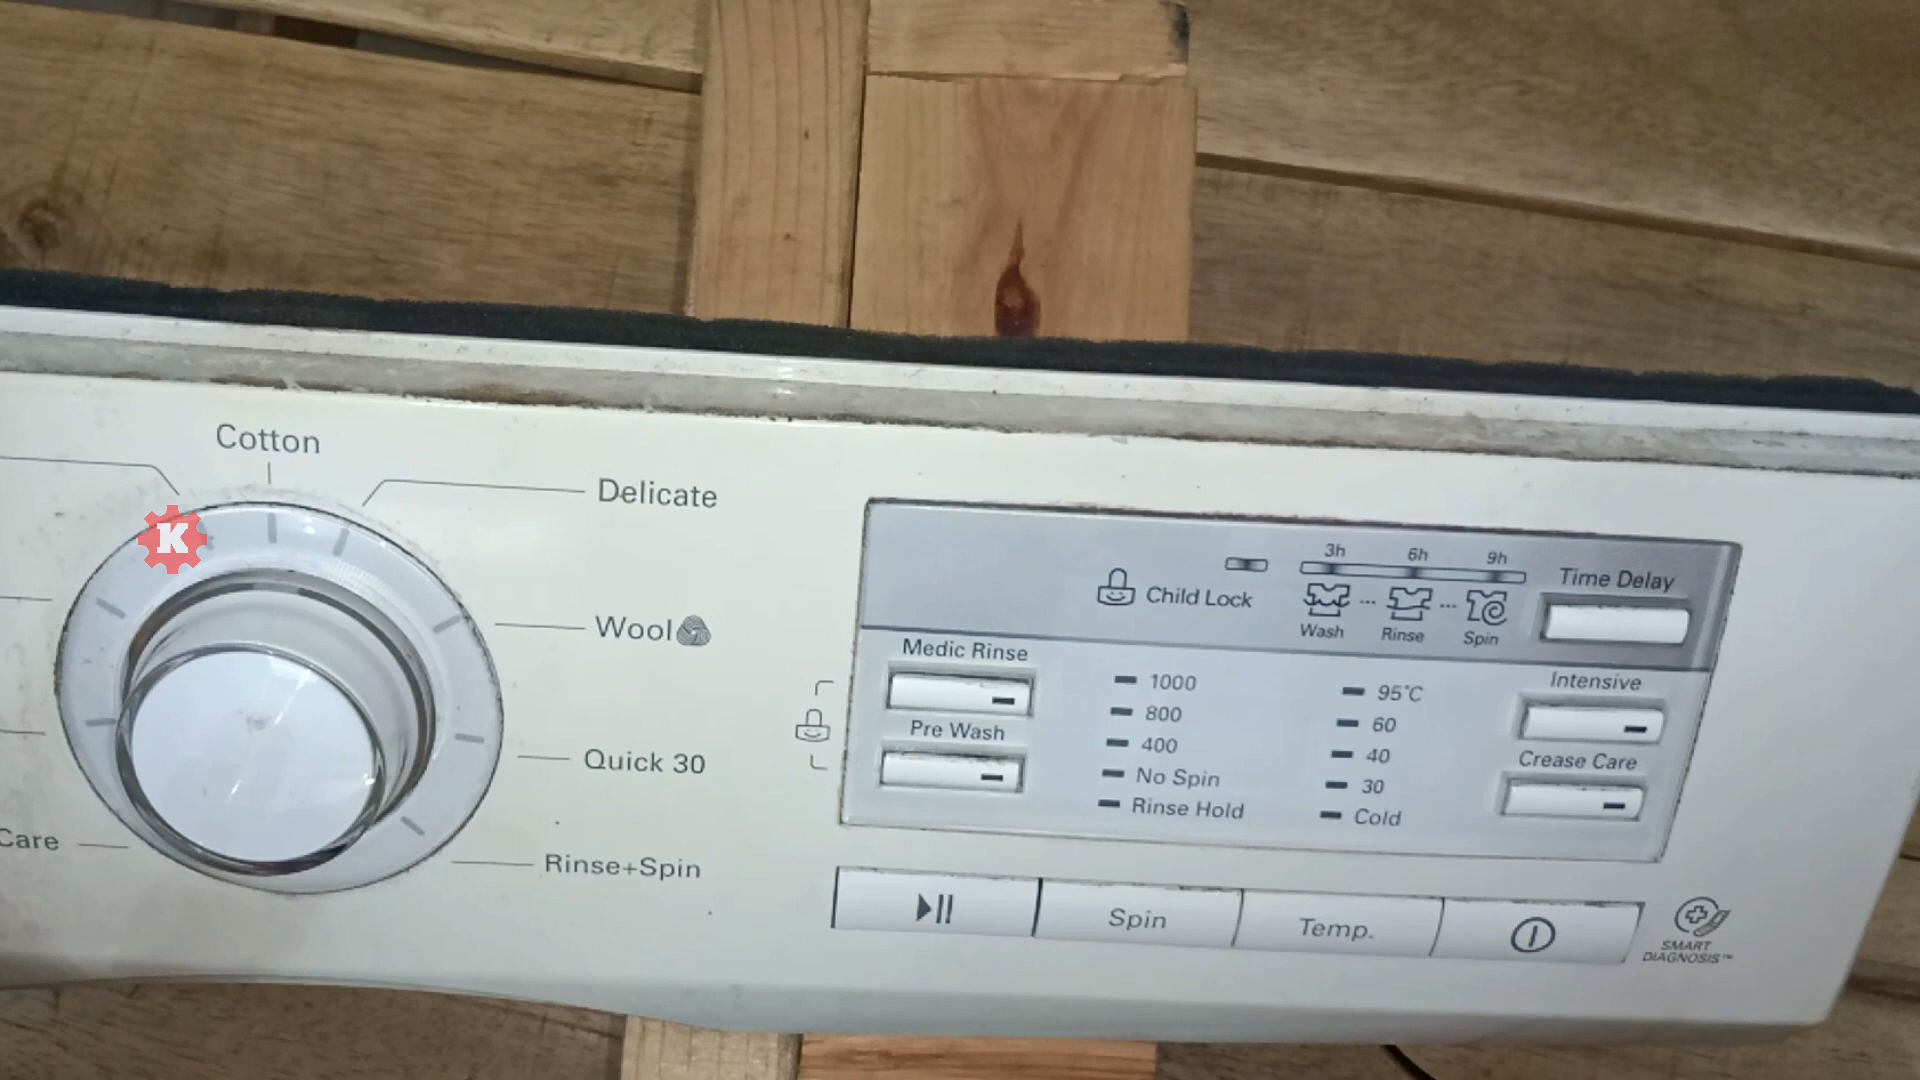 Cotton
Delicate
K
Wool
Quick 30
Rinse+Spin
Care
3h 6h 9h
Time Delay
Child Lock
Wash Rinse Spin
Medic Rinse
Pre Wash
1000
800
400
No Spin
Rinse Hold
95°C
60
40
30
Cold
Intensive
Crease Care
Spin
Temp.
SMART
DIAGNOSIS™